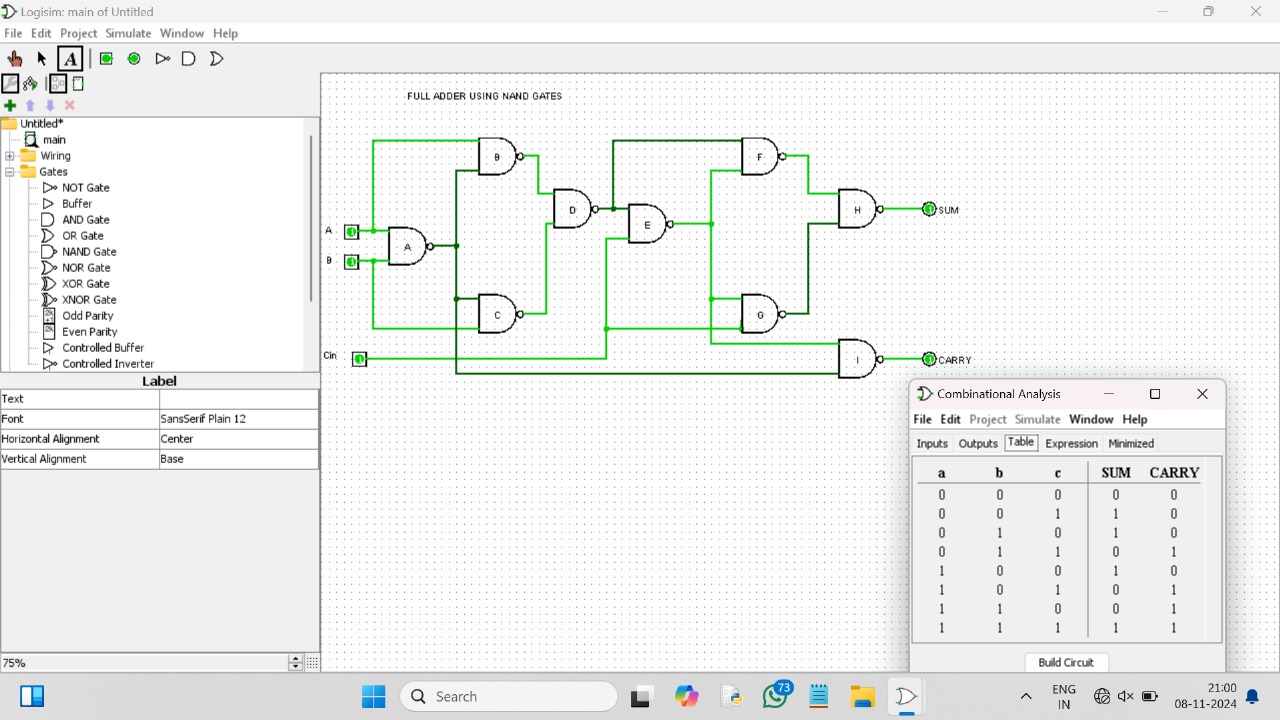 Logisim: main of Untitled
File Edit Project Simulate Window Help
A
FULL ADDER USING NAND GATES
Untitled*
main
Wiring
Gates
NOT Gate
Buffer
AND Gate
OR Gate
NAND Gate
NOR Gate
XOR Gate
XNOR Gate
Odd Parity
Even Parity
Controlled Buffer
Controlled Inverter
Label
Text
Font SansSerif Plain 12
Horizontal Alignment Center
Vertical Alignment Base
75%
A
B
Cin
1
1
1
A
B
C
D
E
F
G
H
I
1 SUM
1 CARRY
Combinational Analysis
File Edit Project Simulate Window Help
Inputs Outputs Table Expression Minimized
a b c SUM CARRY
0 0 0 0 0
0 0 1 1 0
0 1 0 1 0
0 1 1 0 1
1 0 0 1 0
1 0 1 0 1
1 1 0 0 1
1 1 1 1 1
Build Circuit
Search
73
ENG
IN
21:00
08-11-2024